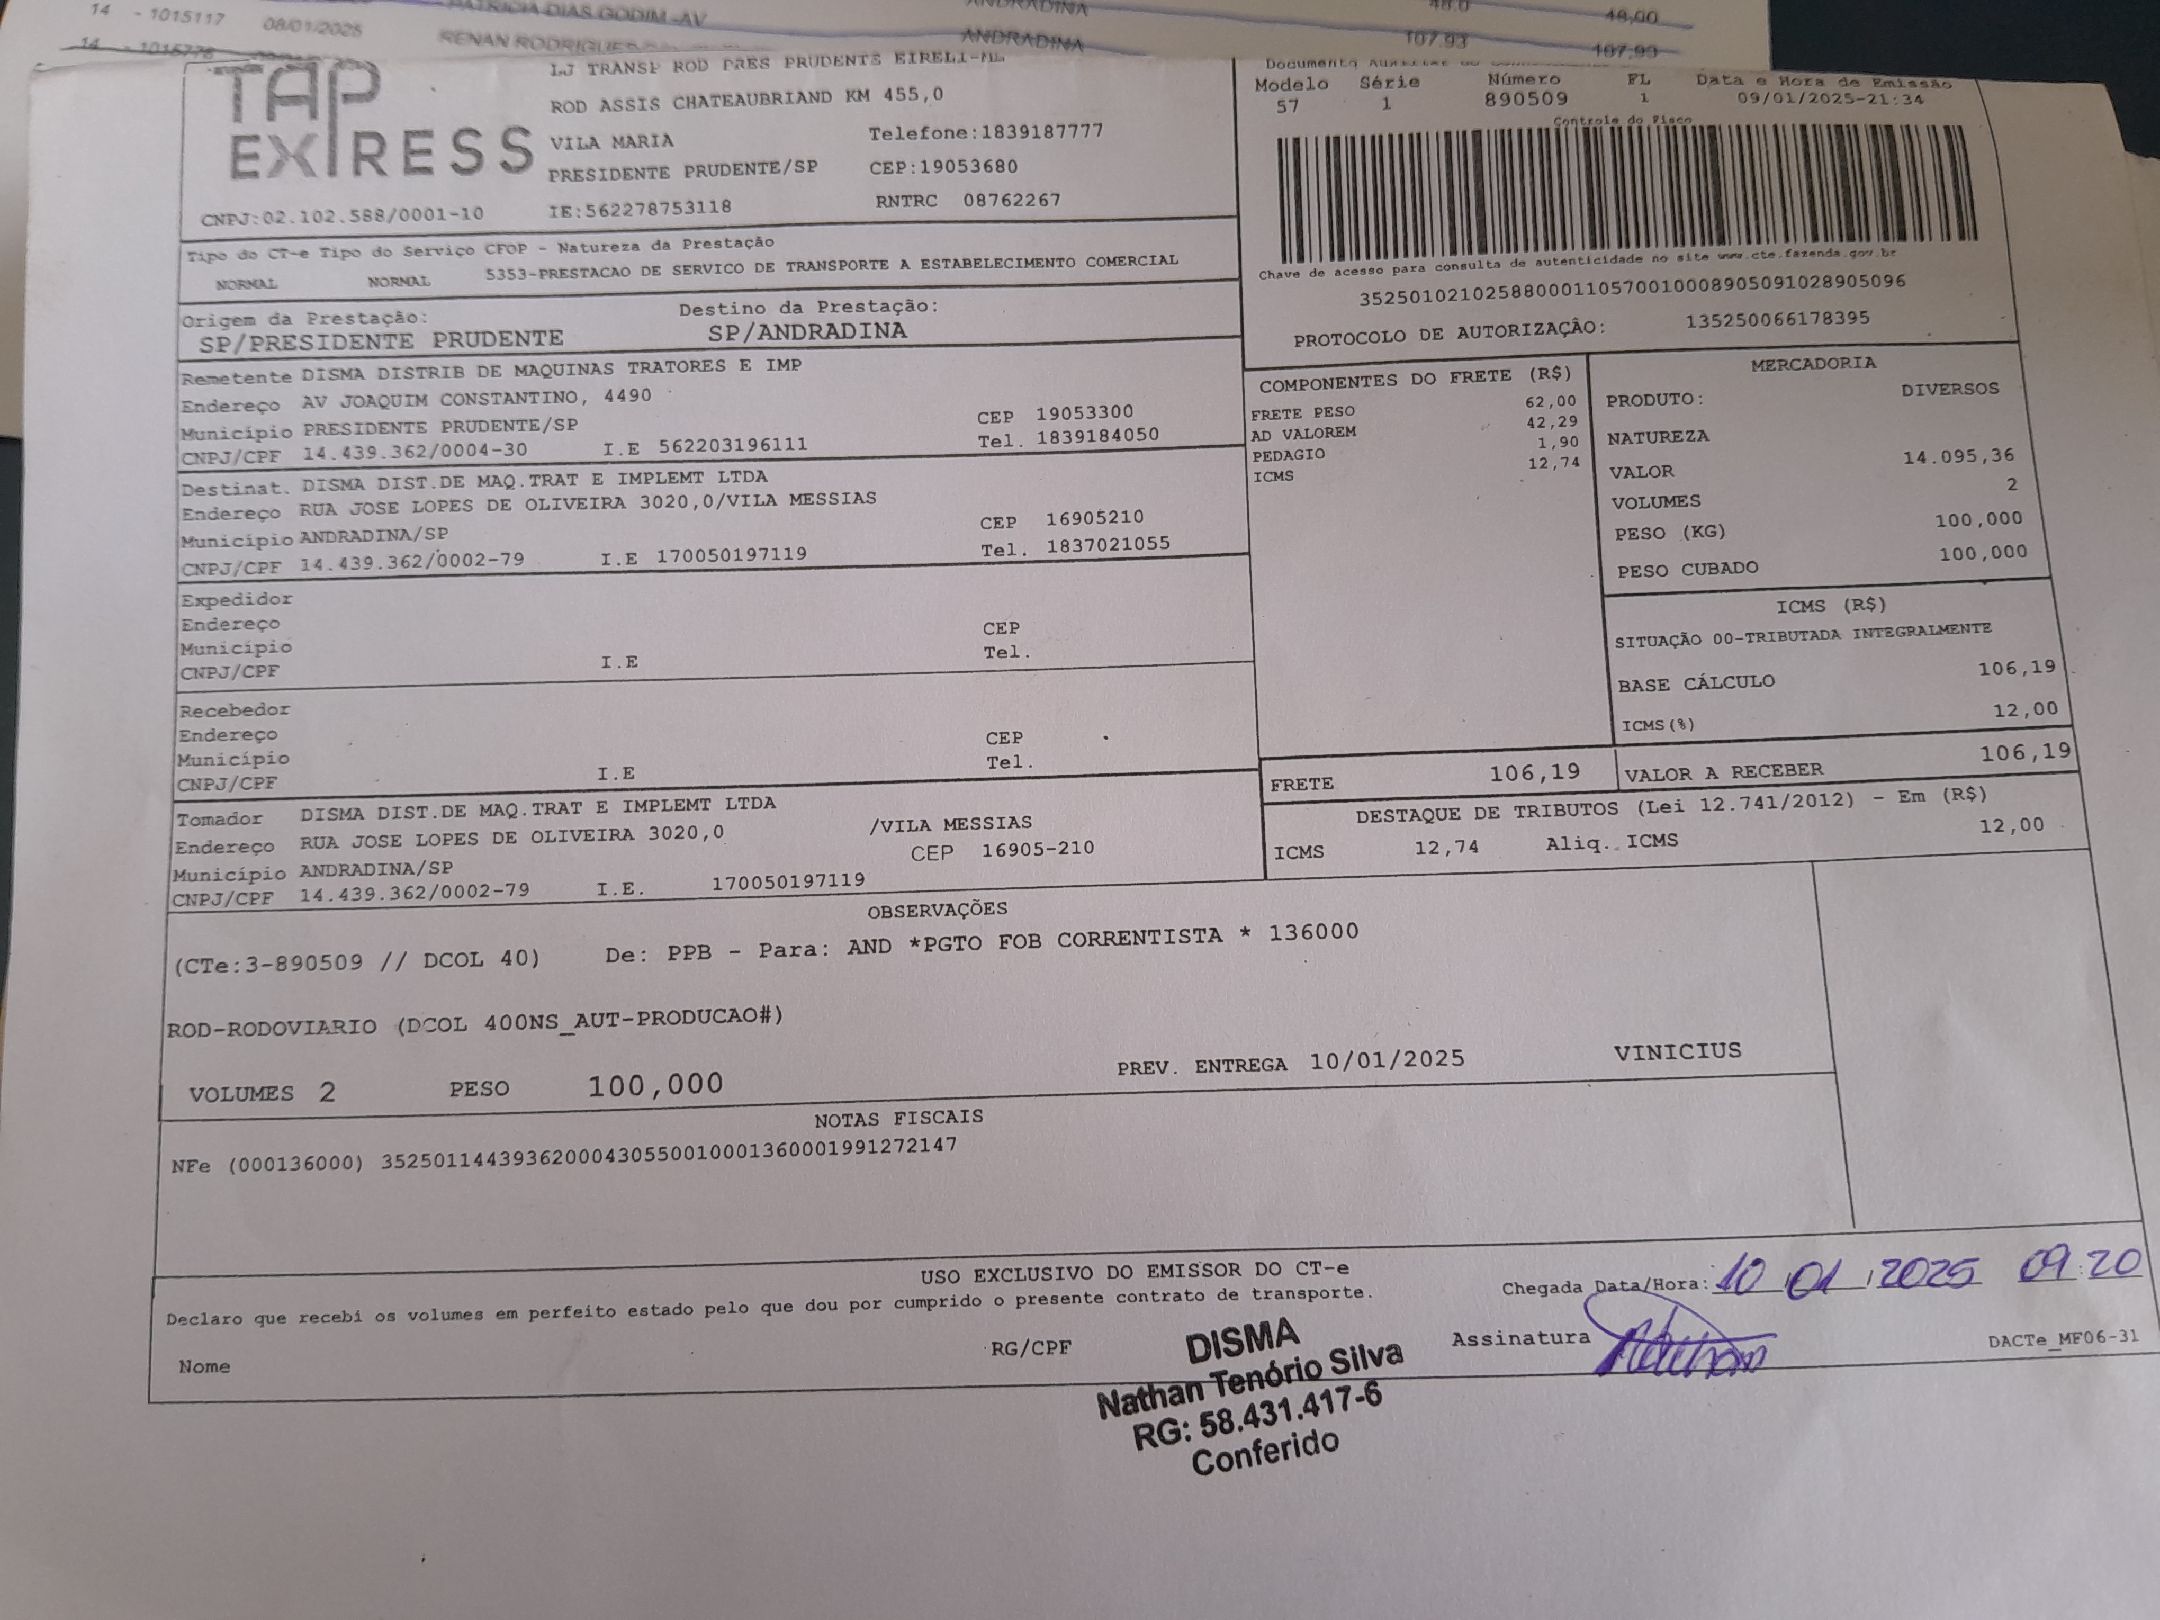 14 - 1015117 08/01/2025 PATRICIA DIAS GODIM -AV ANDRADINA 48.0 48,00
14 - 1015776 RENAN RODRIGUES ANDRADINA 107.93 107,93
TAP EXPRESS
LJ TRANSP ROD PRES PRUDENTE EIRELI-ME
ROD ASSIS CHATEAUBRIAND KM 455,0
VILA MARIA Telefone:1839187777
PRESIDENTE PRUDENTE/SP CEP:19053680
CNPJ:02.102.588/0001-10 IE:562278753118 RNTRC 08762267
Documento
Modelo Série Número FL Data e Hora de Emissão
57 1 890509 1 09/01/2025-21:34
Controle do Fisco
Chave de acesso para consulta de autenticidade no site www.cte.fazenda.gov.br
35250102102588000110570010008905091028905096
PROTOCOLO DE AUTORIZAÇÃO: 135250066178395
Tipo do CT-e Tipo do Serviço CFOP - Natureza da Prestação
NORMAL NORMAL 5353-PRESTACAO DE SERVICO DE TRANSPORTE A ESTABELECIMENTO COMERCIAL
Origem da Prestação: Destino da Prestação:
SP/PRESIDENTE PRUDENTE SP/ANDRADINA
Remetente DISMA DISTRIB DE MAQUINAS TRATORES E IMP
Endereço AV JOAQUIM CONSTANTINO, 4490 CEP 19053300
Município PRESIDENTE PRUDENTE/SP Tel. 1839184050
CNPJ/CPF 14.439.362/0004-30 I.E 562203196111
Destinat. DISMA DIST.DE MAQ.TRAT E IMPLEMT LTDA
Endereço RUA JOSE LOPES DE OLIVEIRA 3020,0/VILA MESSIAS
Município ANDRADINA/SP CEP 16905210
CNPJ/CPF 14.439.362/0002-79 I.E 170050197119 Tel. 1837021055
Expedidor
Endereço
Município CEP
CNPJ/CPF I.E Tel.
Recebedor
Endereço
Município CEP
CNPJ/CPF I.E Tel.
Tomador DISMA DIST.DE MAQ.TRAT E IMPLEMT LTDA
Endereço RUA JOSE LOPES DE OLIVEIRA 3020,0 /VILA MESSIAS
Município ANDRADINA/SP CEP 16905-210
CNPJ/CPF 14.439.362/0002-79 I.E. 170050197119
COMPONENTES DO FRETE (R$)
FRETE PESO 62,00
AD VALOREM 42,29
PEDAGIO 1,90
ICMS 12,74
MERCADORIA
PRODUTO: DIVERSOS
NATUREZA
VALOR 14.095,36
VOLUMES 2
PESO (KG) 100,000
PESO CUBADO 100,000
ICMS (R$)
SITUAÇÃO 00-TRIBUTADA INTEGRALMENTE
BASE CÁLCULO 106,19
ICMS(%) 12,00
FRETE 106,19 VALOR A RECEBER 106,19
DESTAQUE DE TRIBUTOS (Lei 12.741/2012) - Em (R$)
ICMS 12,74 Aliq.. ICMS 12,00
OBSERVAÇÕES
(CTe:3-890509 // DCOL 40) De: PPB - Para: AND *PGTO FOB CORRENTISTA * 136000
ROD-RODOVIARIO (DCOL 400NS_AUT-PRODUCAO#)
VOLUMES 2 PESO 100,000 PREV. ENTREGA 10/01/2025 VINICIUS
NOTAS FISCAIS
NFe (000136000) 35250114439362000430550010001360001991272147
USO EXCLUSIVO DO EMISSOR DO CT-e
Declaro que recebi os volumes em perfeito estado pelo que dou por cumprido o presente contrato de transporte.
Chegada Data/Hora: 10 01 2025 09:20
Nome RG/CPF Assinatura DACTe_MF06-31
DISMA
Nathan Tenório Silva
RG: 58.431.417-6
Conferido